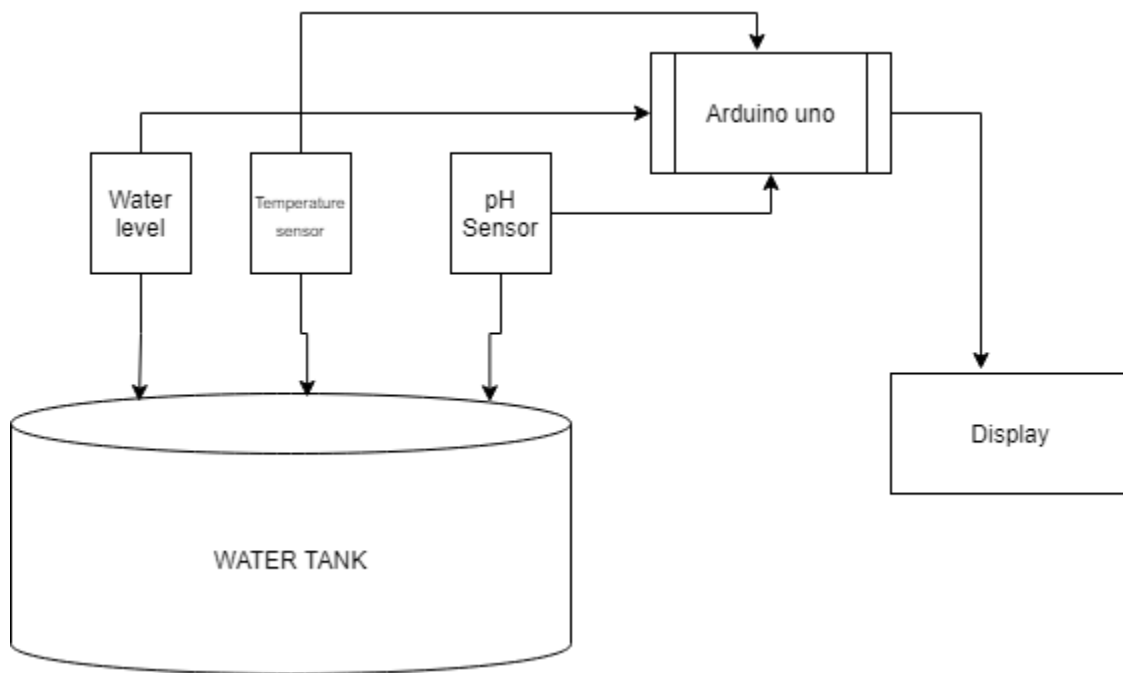 Arduino uno
Water
level
Temperature
sensor
pH
Sensor
Display
WATER TANK